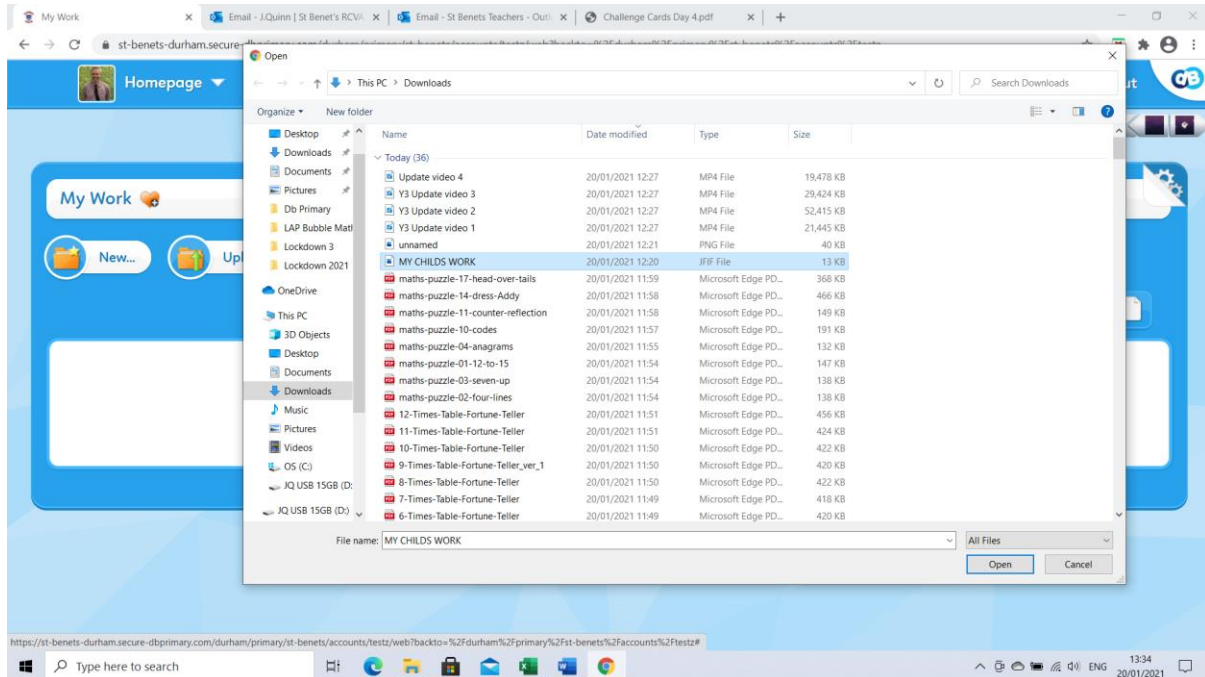 My Work
Email - J.Quinn | St Benet's RCVA
Email - St Benets Teachers - Outl
Challenge Cards Day 4.pdf
st-benets-durham.secure-
Open
Homepage
This PC > Downloads
Search Downloads
Organize
New folder
Desktop
Downloads
Documents
Pictures
Db Primary
LAP Bubble Mat
Lockdown 3
Lockdown 2021
OneDrive
This PC
3D Objects
Desktop
Documents
Downloads
Music
Pictures
Videos
OS (C:)
JQ USB 15GB (D:
JQ USB 15GB (D:)
Name Date modified Type Size
Today (36)
Update video 4 20/01/2021 12:27 MP4 File 19,478 KB
Y3 Update video 3 20/01/2021 12:27 MP4 File 29,424 KB
Y3 Update video 2 20/01/2021 12:27 MP4 File 52,415 KB
Y3 Update video 1 20/01/2021 12:27 MP4 File 21,445 KB
unnamed 20/01/2021 12:21 PNG File 40 KB
MY CHILDS WORK 20/01/2021 12:20 JFIF File 13 KB
maths-puzzle-17-head-over-tails 20/01/2021 11:59 Microsoft Edge PD... 368 KB
maths-puzzle-14-dress-Addy 20/01/2021 11:58 Microsoft Edge PD... 466 KB
maths-puzzle-11-counter-reflection 20/01/2021 11:58 Microsoft Edge PD... 149 KB
maths-puzzle-10-codes 20/01/2021 11:57 Microsoft Edge PD... 191 KB
maths-puzzle-04-anagrams 20/01/2021 11:55 Microsoft Edge PD... 132 KB
maths-puzzle-01-12-to-15 20/01/2021 11:54 Microsoft Edge PD... 147 KB
maths-puzzle-03-seven-up 20/01/2021 11:54 Microsoft Edge PD... 138 KB
maths-puzzle-02-four-lines 20/01/2021 11:54 Microsoft Edge PD... 138 KB
12-Times-Table-Fortune-Teller 20/01/2021 11:51 Microsoft Edge PD... 456 KB
11-Times-Table-Fortune-Teller 20/01/2021 11:51 Microsoft Edge PD... 424 KB
10-Times-Table-Fortune-Teller 20/01/2021 11:50 Microsoft Edge PD... 422 KB
9-Times-Table-Fortune-Teller_ver_1 20/01/2021 11:50 Microsoft Edge PD... 420 KB
8-Times-Table-Fortune-Teller 20/01/2021 11:50 Microsoft Edge PD... 422 KB
7-Times-Table-Fortune-Teller 20/01/2021 11:49 Microsoft Edge PD... 418 KB
6-Times-Table-Fortune-Teller 20/01/2021 11:49 Microsoft Edge PD... 420 KB
File name: MY CHILDS WORK
All Files
Open
Cancel
My Work
New...
Upl
ut
dB
https://st-benets-durham.secure-dbprimary.com/durham/primary/st-benets/accounts/testz/web?backto=%2Fdurham%2Fprimary%2Fst-benets%2Faccounts%2Ftestz#
Type here to search
ENG
13:34
20/01/2021